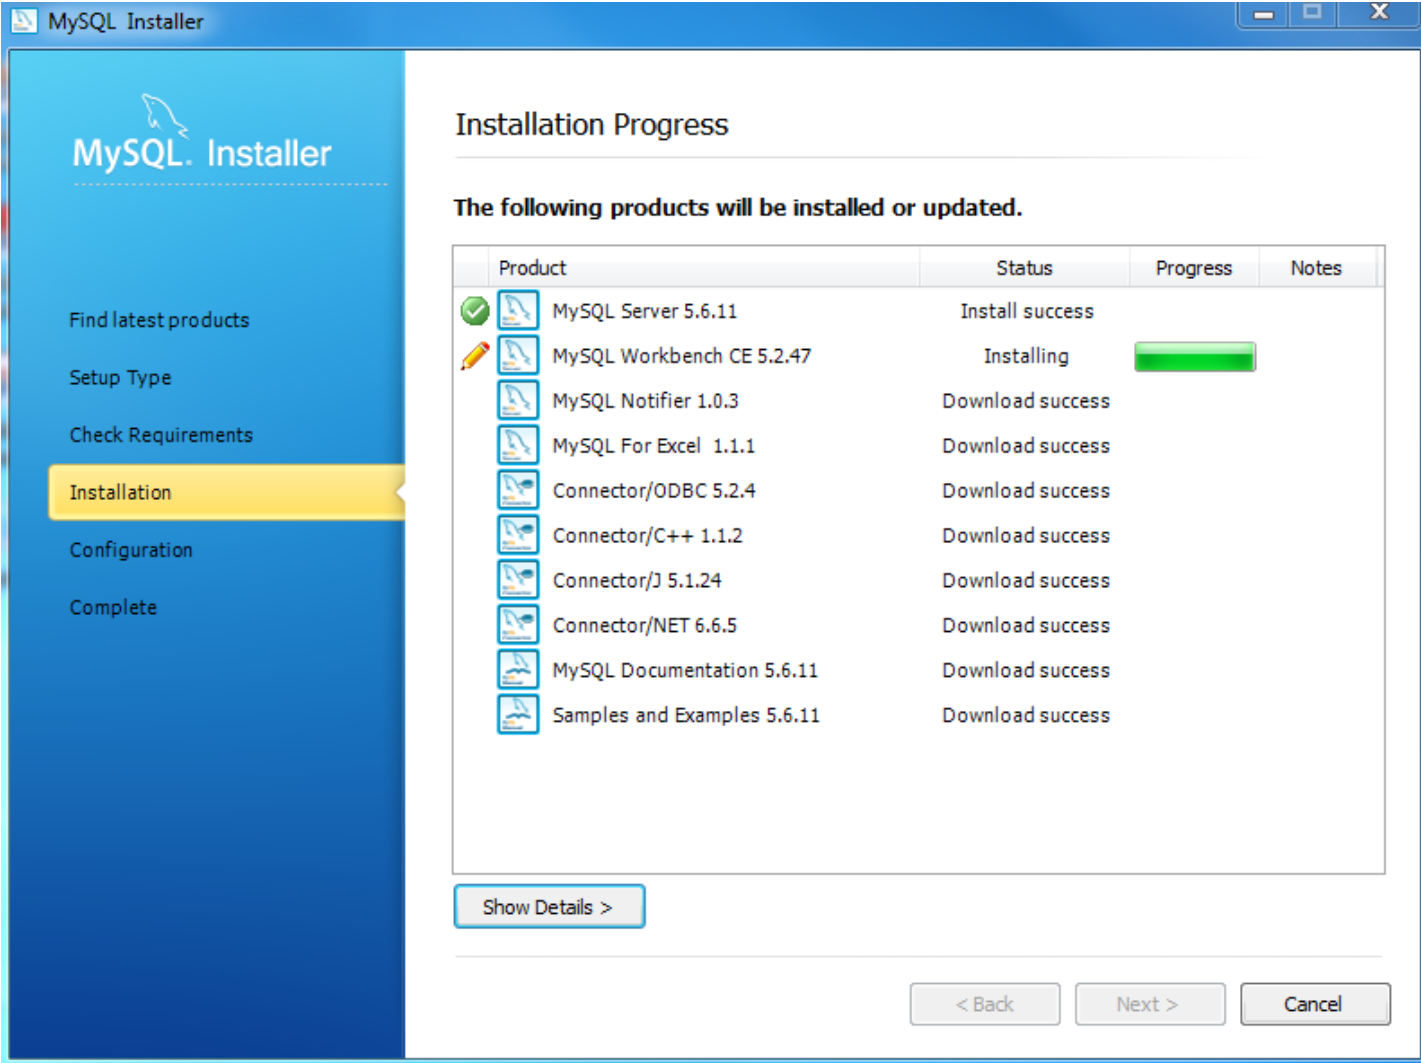 MySQL Installer
MySQL. Installer
Find latest products
Setup Type
Check Requirements
Installation
Configuration
Complete
Installation Progress
The following products will be installed or updated.
Product Status Progress Notes
MySQL Server 5.6.11 Install success
MySQL Workbench CE 5.2.47 Installing
MySQL Notifier 1.0.3 Download success
MySQL For Excel 1.1.1 Download success
Connector/ODBC 5.2.4 Download success
Connector/C++ 1.1.2 Download success
Connector/J 5.1.24 Download success
Connector/NET 6.6.5 Download success
MySQL Documentation 5.6.11 Download success
Samples and Examples 5.6.11 Download success
Show Details >
< Back Next > Cancel